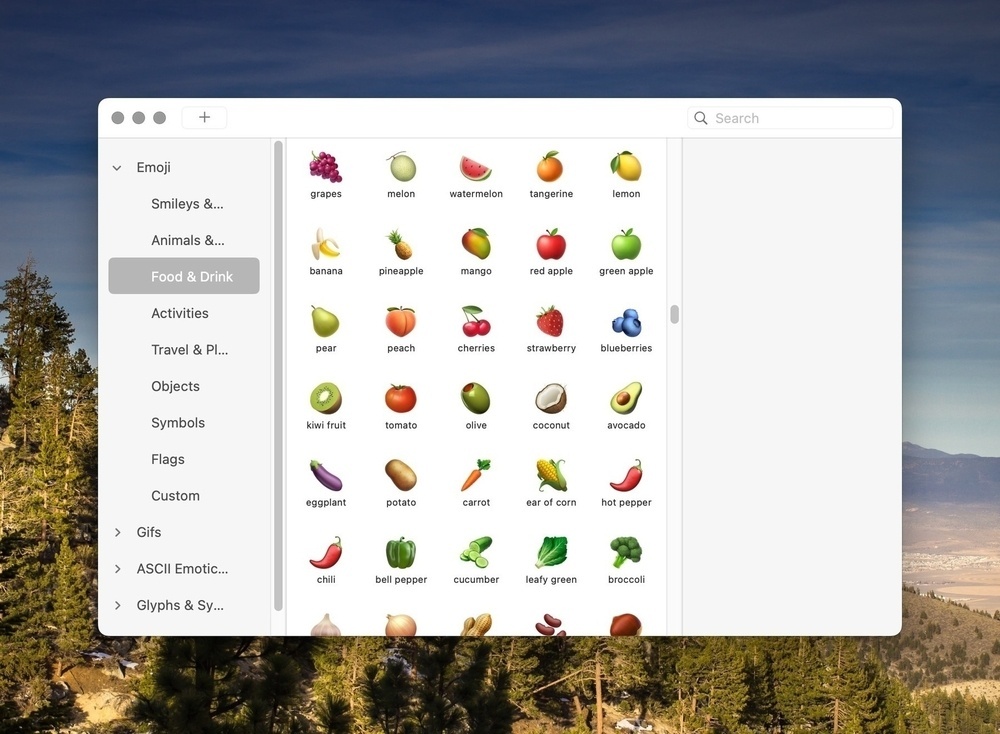 +
Search
Emoji
Smileys &...
Animals &...
Food & Drink
Activities
Travel & Pl...
Objects
Symbols
Flags
Custom
Gifs
ASCII Emotic...
Glyphs & Sy...
grapes melon watermelon tangerine lemon
banana pineapple mango red apple green apple
pear peach cherries strawberry blueberries
kiwi fruit tomato olive coconut avocado
eggplant potato carrot ear of corn hot pepper
chili bell pepper cucumber leafy green broccoli